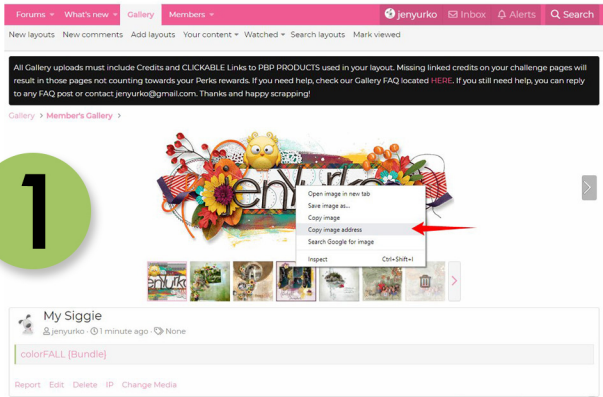 Forums What's new Gallery Members jenyurko Inbox Alerts Search
New layouts New comments Add layouts Your content Watched Search layouts Mark viewed
All Gallery uploads must include Credits and CLICKABLE Links to PBP PRODUCTS used in your layout. Missing linked credits on your challenge pages will
result in those pages not counting towards your Perks rewards. If you need help, check our Gallery FAQ located HERE. If you still need help, you can reply
to any FAQ post or contact jenyurko@gmail.com. Thanks and happy scrapping!
Gallery > Member's Gallery >
1
Open image in new tab
Save image as...
Copy image
Copy image address
Search Google for image
Inspect Ctrl+Shift+I
My Siggie
jenyurko · 1 minute ago · None
colorFALL {Bundle}
Report Edit Delete IP Change Media